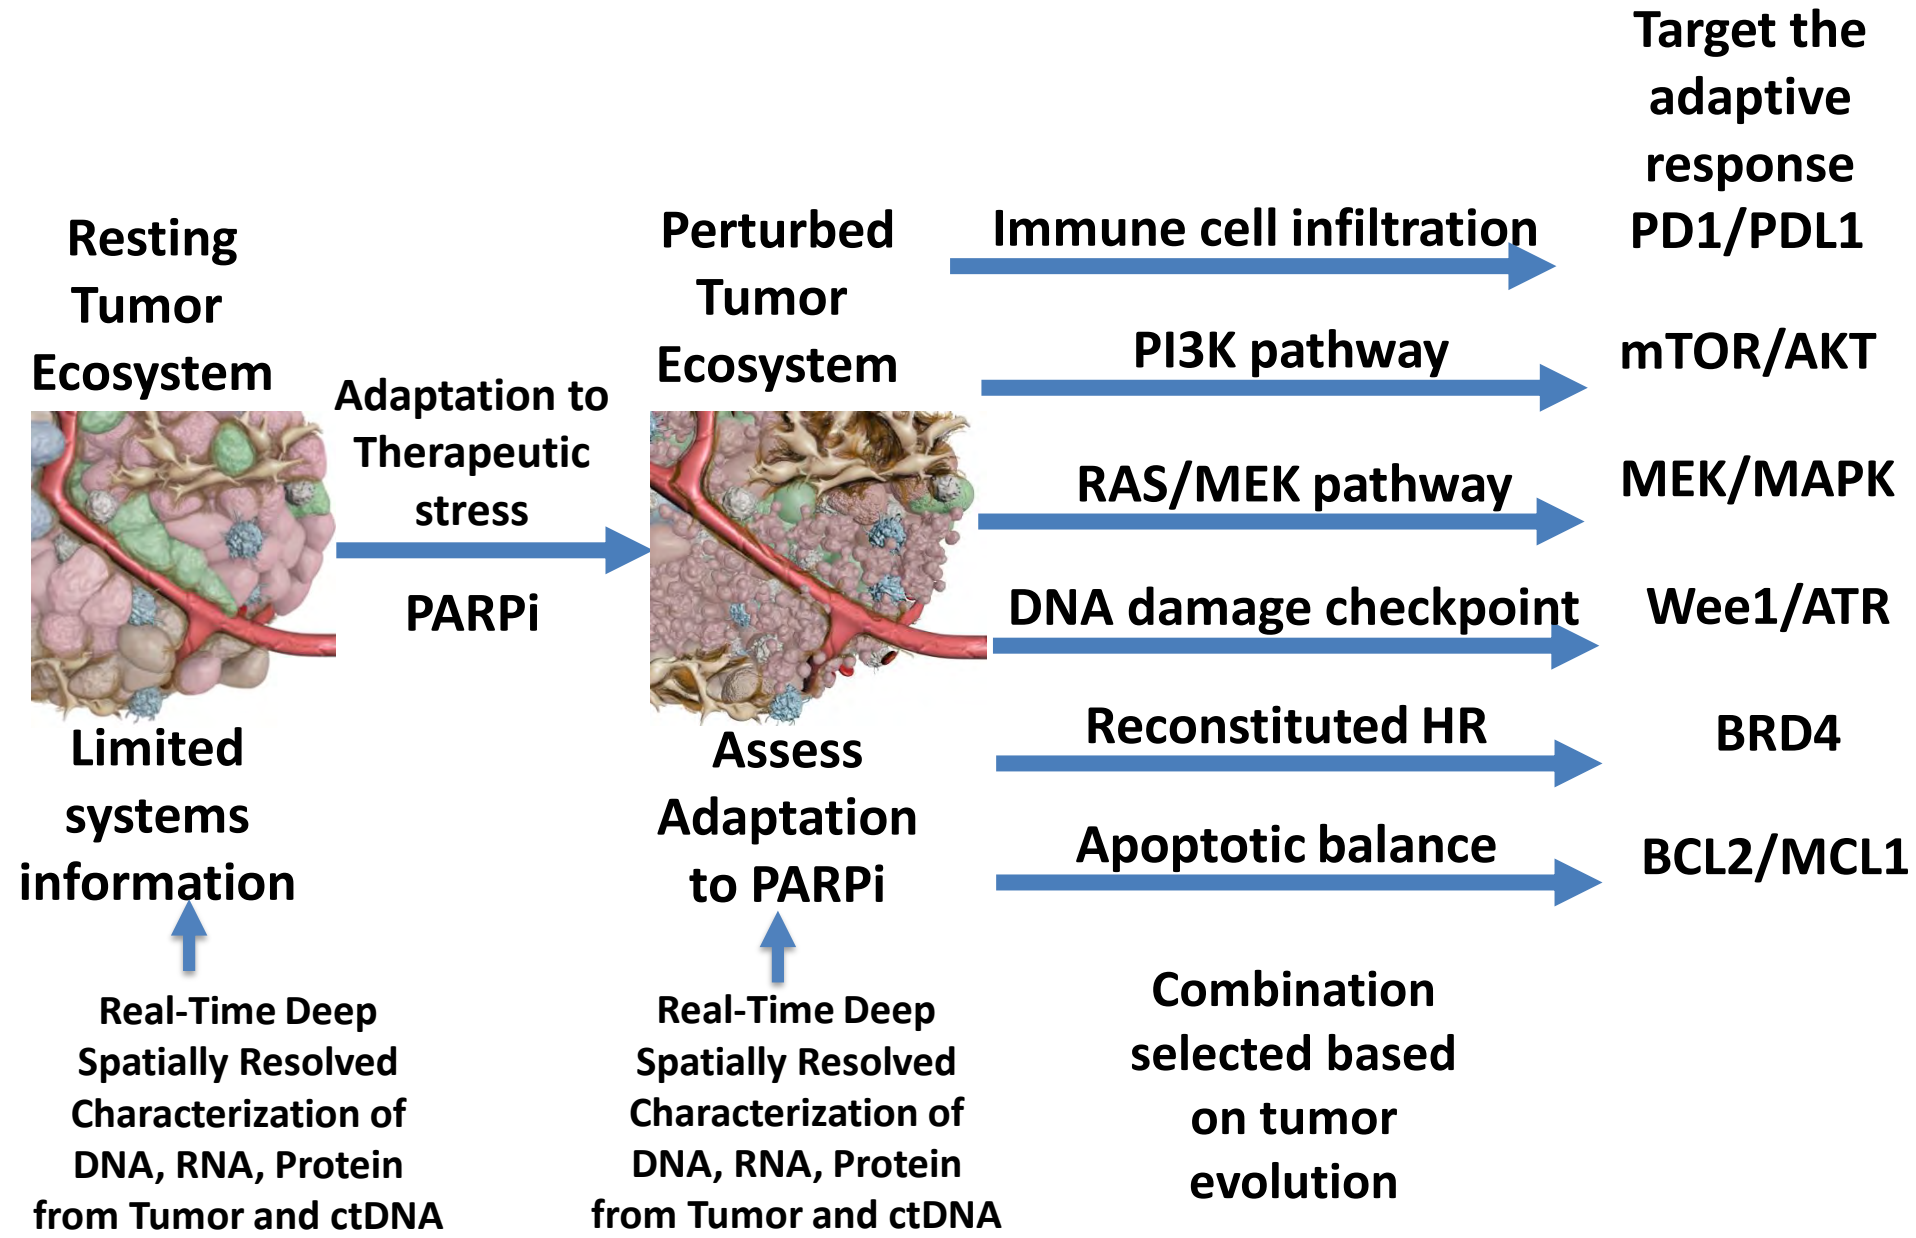 Resting
Tumor
Ecosystem
Limited
systems
information
Real-Time Deep
Spatially Resolved
Characterization of
DNA, RNA, Protein
from Tumor and ctDNA
Adaptation to
Therapeutic
stress
PARPi
Perturbed
Tumor
Ecosystem
Assess
Adaptation
to PARPi
Real-Time Deep
Spatially Resolved
Characterization of
DNA, RNA, Protein
from Tumor and ctDNA
Target the
adaptive
response
Immune cell infiltration
PD1/PDL1
PI3K pathway
mTOR/AKT
RAS/MEK pathway
MEK/MAPK
DNA damage checkpoint
Wee1/ATR
Reconstituted HR
BRD4
Apoptotic balance
BCL2/MCL1
Combination
selected based
on tumor
evolution